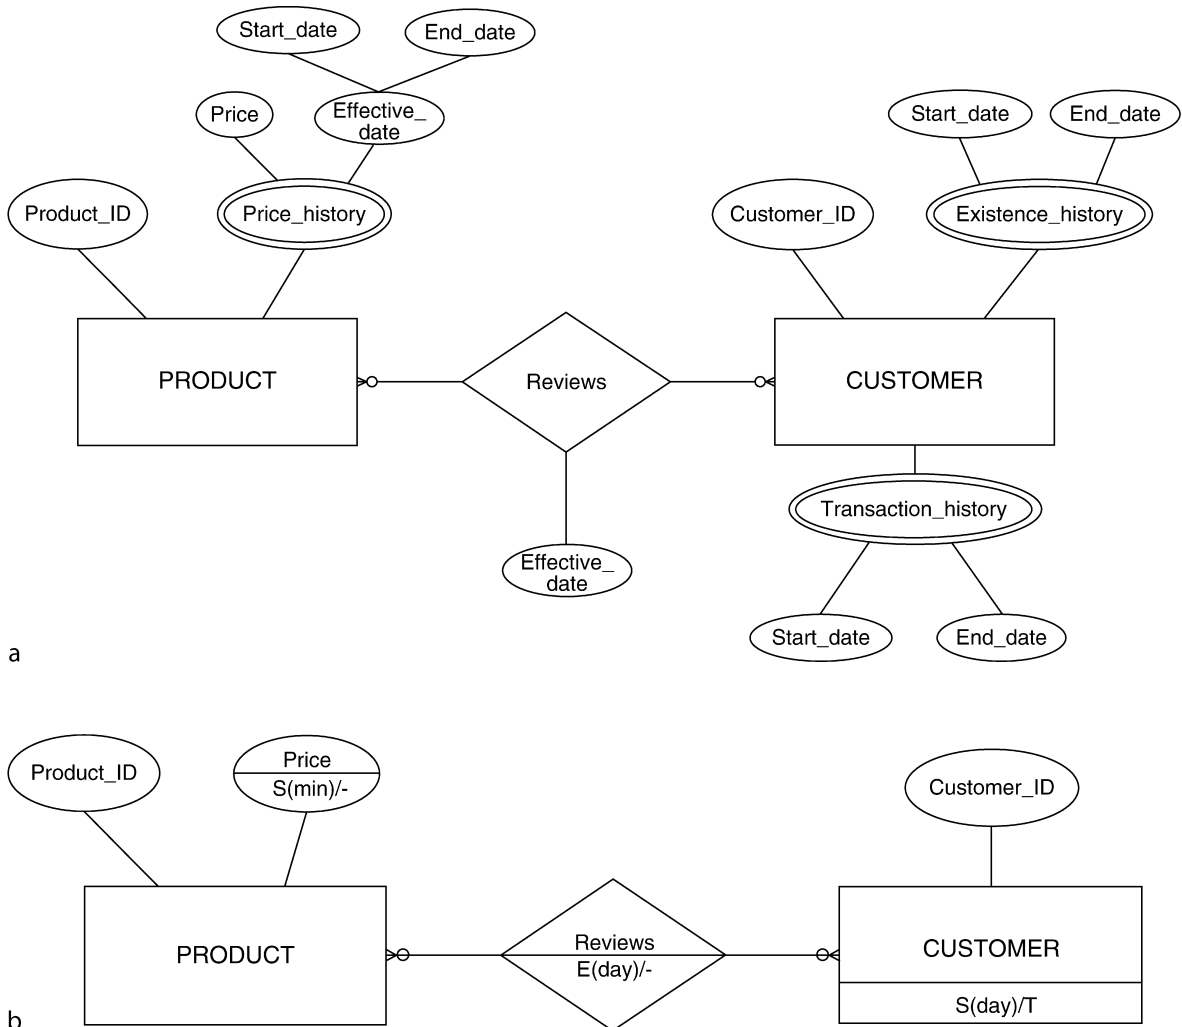 Start_date
End_date
Price
Effective_
date
Start_date
End_date
Product_ID
Price_history
Customer_ID
Existence_history
PRODUCT
Reviews
CUSTOMER
Transaction_history
Effective_
date
Start_date
End_date
a
Product_ID
Price
S(min)/-
Customer_ID
PRODUCT
Reviews
E(day)/-
CUSTOMER
S(day)/T
b